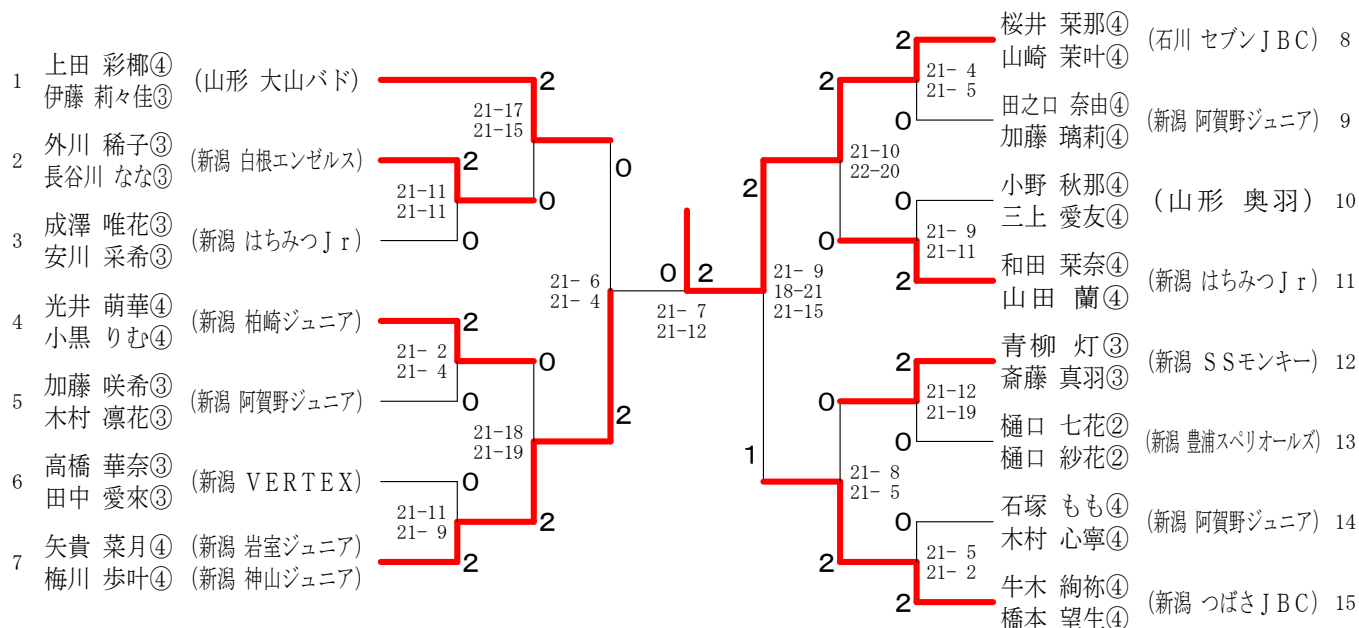 1 上田 彩椰④ (山形 大山バド)
伊藤 莉々佳③
2 外川 稀子③ (新潟 白根エンゼルス)
長谷川 なな③
3 成澤 唯花③ (新潟 はちみつJr)
安川 采希③
4 光井 萌華④ (新潟 柏崎ジュニア)
小黒 りむ④
5 加藤 咲希③ (新潟 阿賀野ジュニア)
木村 凛花③
6 高橋 華奈③ (新潟 VERTEX)
田中 愛來③
7 矢貴 菜月④ (新潟 岩室ジュニア)
梅川 歩叶④ (新潟 神山ジュニア)
2
21-17
21-15
2
21-11
21-11
0
0
0
2
21- 2
21- 4
0
0
21- 6
21- 4
2
21-18
21-19
0
21-11
21- 9
2
2
0 2
21- 7
21-12
2
21- 9
18-21
21-15
1
2
21-10
22-20
0
2
21- 4
21- 5
0
0
21- 9
21-11
2
0
21- 8
21- 5
2
2
21-12
21-19
0
0
21- 5
21- 2
2
桜井 栞那④ (石川 セブンJBC) 8
山崎 茉叶④
田之口 奈由④ (新潟 阿賀野ジュニア) 9
加藤 璃莉④
小野 秋那④ (山形 奥羽) 10
三上 愛友④
和田 栞奈④ (新潟 はちみつJr) 11
山田 蘭④
青柳 灯③ (新潟 SSモンキー) 12
斎藤 真羽③
樋口 七花② (新潟 豊浦スペリオールズ) 13
樋口 紗花②
石塚 もも④ (新潟 阿賀野ジュニア) 14
木村 心寧④
牛木 絢祢④ (新潟 つばさJBC) 15
橋本 望生④